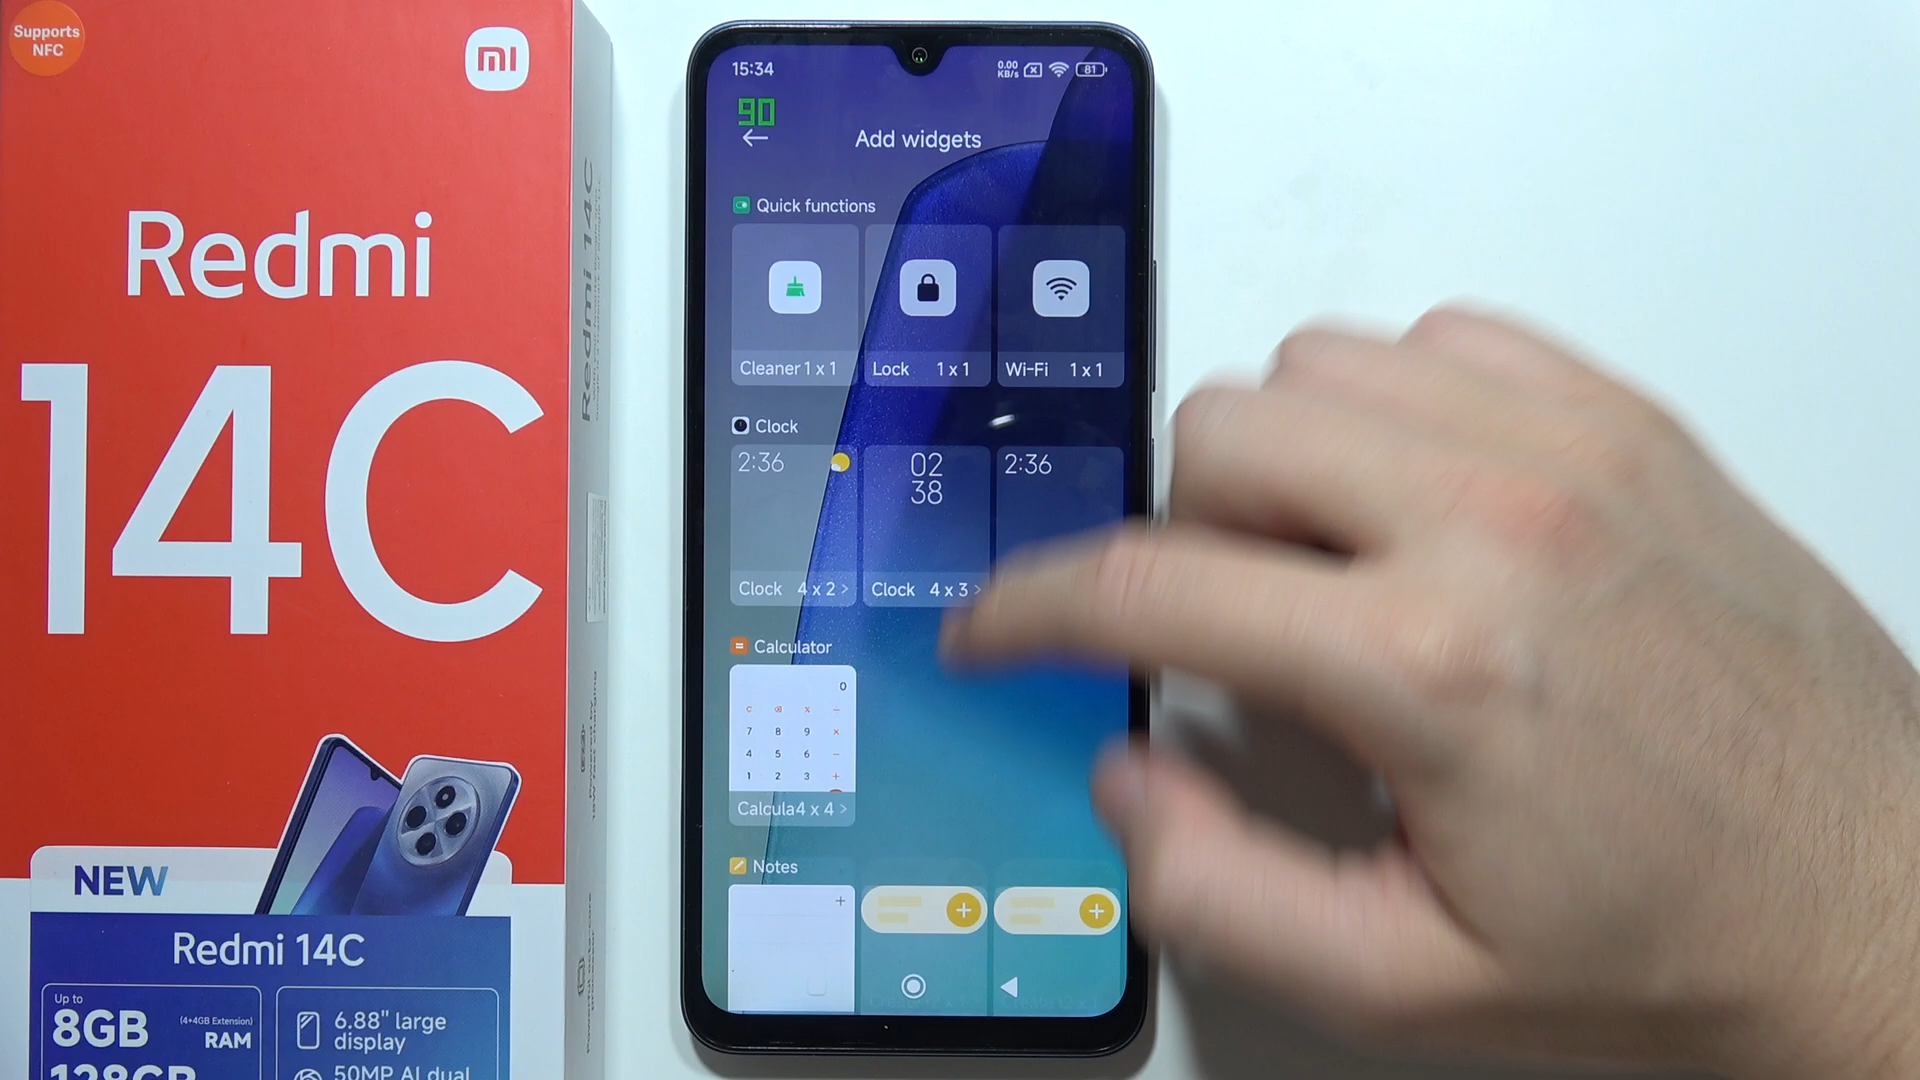 Supports
NFC
mi
Redmi
14C
Redmi 14C
NEW
Redmi 14C
Up to
8GB
(4+4GB Extension)
RAM
128GB
6.88" large
display
50MP AI dual
15:34
0.00
KB/s
81
90
Add widgets
Quick functions
Cleaner 1 x 1
Lock 1 x 1
Wi-Fi 1 x 1
Clock
2:36
02
38
2:36
Clock 4 x 2 >
Clock 4 x 3 >
Calculator
0
C
7 8 9 ×
4 5 6 −
1 2 3 +
Calcula4 x 4 >
Notes